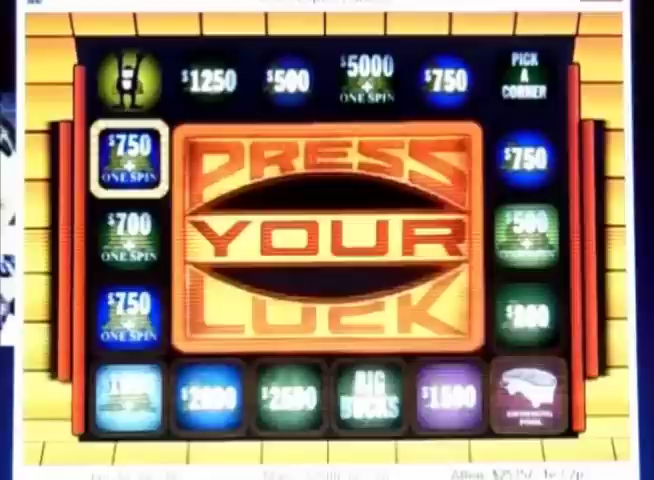 $1250
$500
$5000
+
ONE SPIN
$750
PICK
A
CORNER
$750
+
ONE SPIN
PRESS
YOUR
LUCK
$750
$700
+
ONE SPIN
$500
+
$750
+
ONE SPIN
$800
$2000
$2500
BIG
BUCKS
$1500